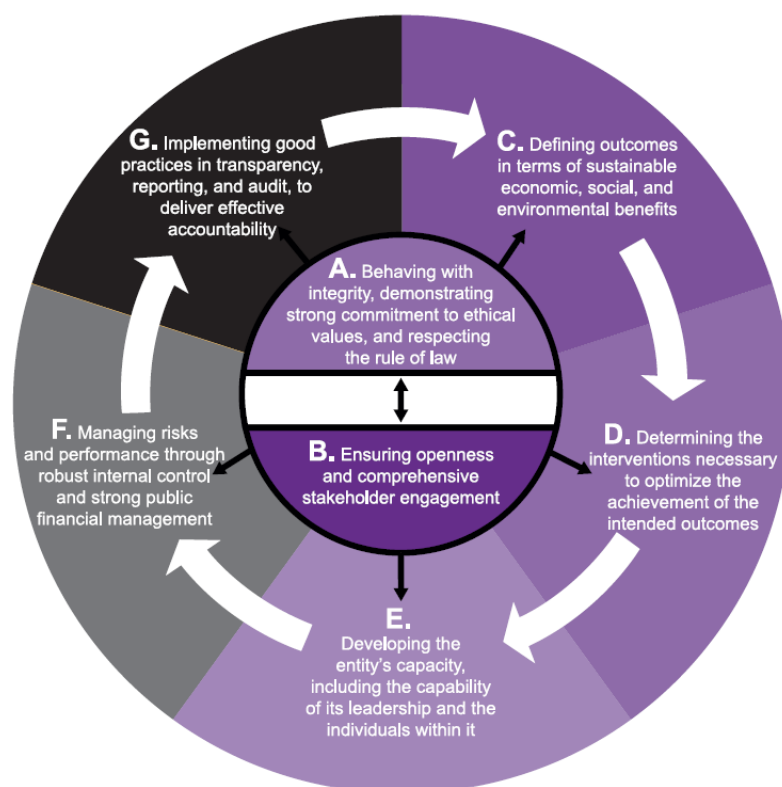 A. Behaving with
integrity, demonstrating
strong commitment to ethical
values, and respecting
the rule of law
B. Ensuring openness
and comprehensive
stakeholder engagement
C. Defining outcomes
in terms of sustainable
economic, social, and
environmental benefits
D. Determining the
interventions necessary
to optimize the
achievement of the
intended outcomes
E.
Developing the
entity's capacity,
including the capability
of its leadership and the
individuals within it
F. Managing risks
and performance through
robust internal control
and strong public
financial management
G. Implementing good
practices in transparency,
reporting, and audit, to
deliver effective
accountability